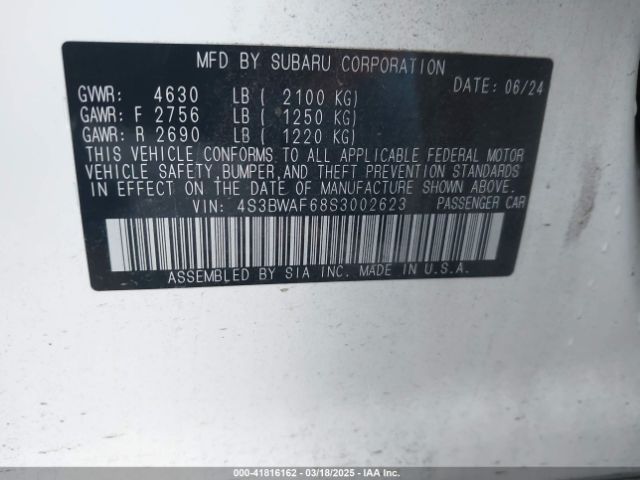 MFD BY SUBARU CORPORATION
DATE: 06/24
GVWR: 4630 LB ( 2100 KG)
GAWR: F 2756 LB ( 1250 KG)
GAWR: R 2690 LB ( 1220 KG)
THIS VEHICLE CONFORMS TO ALL APPLICABLE FEDERAL MOTOR
VEHICLE SAFETY,BUMPER,AND THEFT PREVENTION STANDARDS
IN EFFECT ON THE DATE OF MANUFACTURE SHOWN ABOVE.
VIN: 4S3BWAF68S3002623 PASSENGER CAR
ASSEMBLED BY SIA INC. MADE IN U.S.A.
000-41816162 — 03/18/2025 — IAAI.COM